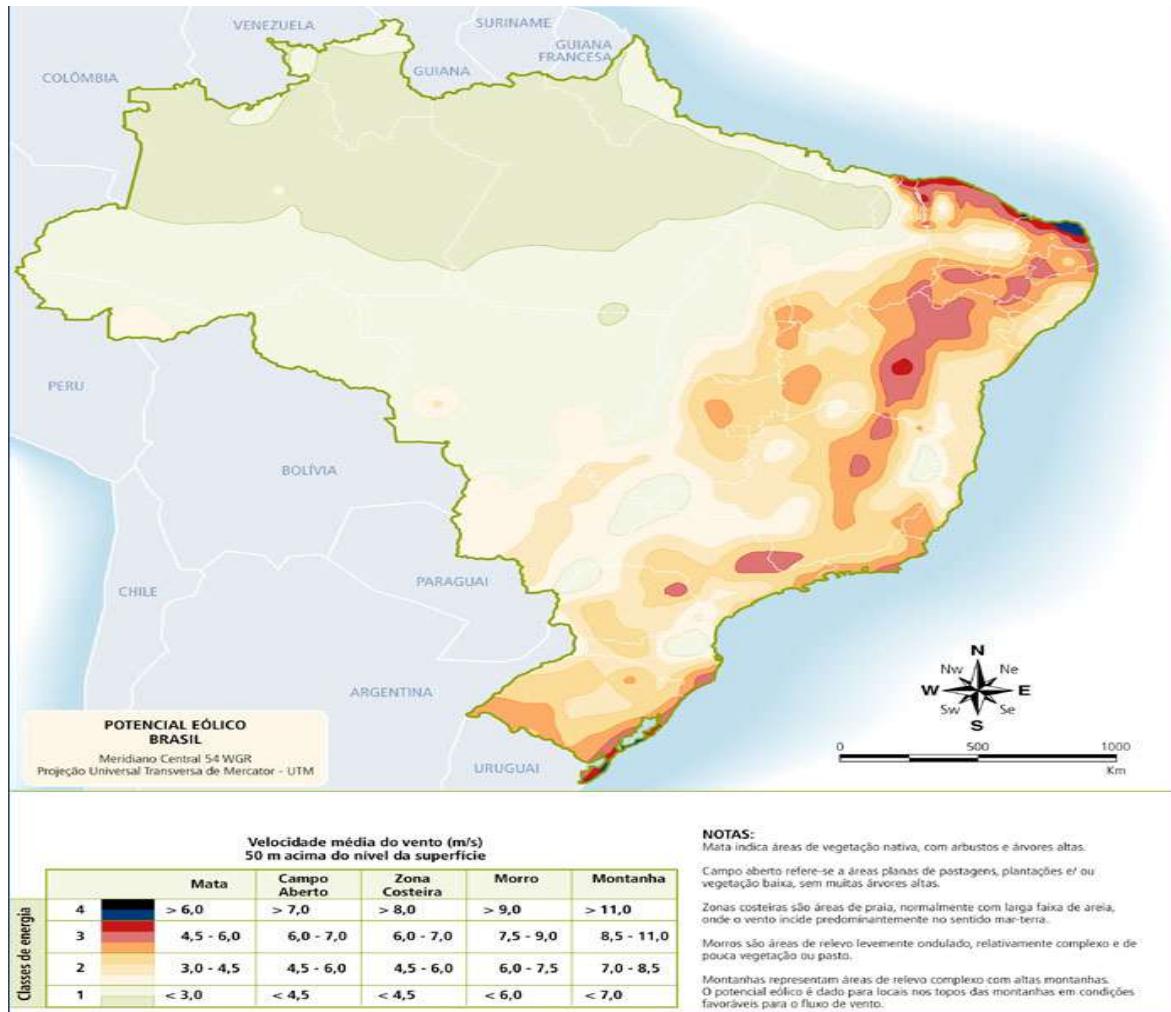 VENEZUELA
SURINAME
GUIANA
FRANCESA
COLÔMBIA
GUIANA
PERU
BOLÍVIA
PARAGUAI
CHILE
ARGENTINA
URUGUAI
N
Nw Ne
W E
Sw Se
S
0 500 1000
Km
POTENCIAL EÓLICO
BRASIL
Meridiano Central 54 WGR
Projeção Universal Transversa de Mercator - UTM
Velocidade média do vento (m/s)
50 m acima do nível da superfície
Classes de energia
Mata Campo Aberto Zona Costeira Morro Montanha
4 > 6,0 > 7,0 > 8,0 > 9,0 > 11,0
3 4,5 - 6,0 6,0 - 7,0 6,0 - 7,0 7,5 - 9,0 8,5 - 11,0
2 3,0 - 4,5 4,5 - 6,0 4,5 - 6,0 6,0 - 7,5 7,0 - 8,5
1 < 3,0 < 4,5 < 4,5 < 6,0 < 7,0
NOTAS:
Mata indica áreas de vegetação nativa, com arbustos e árvores altas.
Campo aberto refere-se a áreas planas de pastagens, plantações e/ ou
vegetação baixa, sem muitas árvores altas.
Zonas costeiras são áreas de praia, normalmente com larga faixa de areia,
onde o vento incide predominantemente no sentido mar-terra.
Morros são áreas de relevo levemente ondulado, relativamente complexo e de
pouca vegetação ou pasto.
Montanhas representam áreas de relevo complexo com altas montanhas.
O potencial eólico é dado para locais nos topos das montanhas em condições
favoráveis para o fluxo de vento.